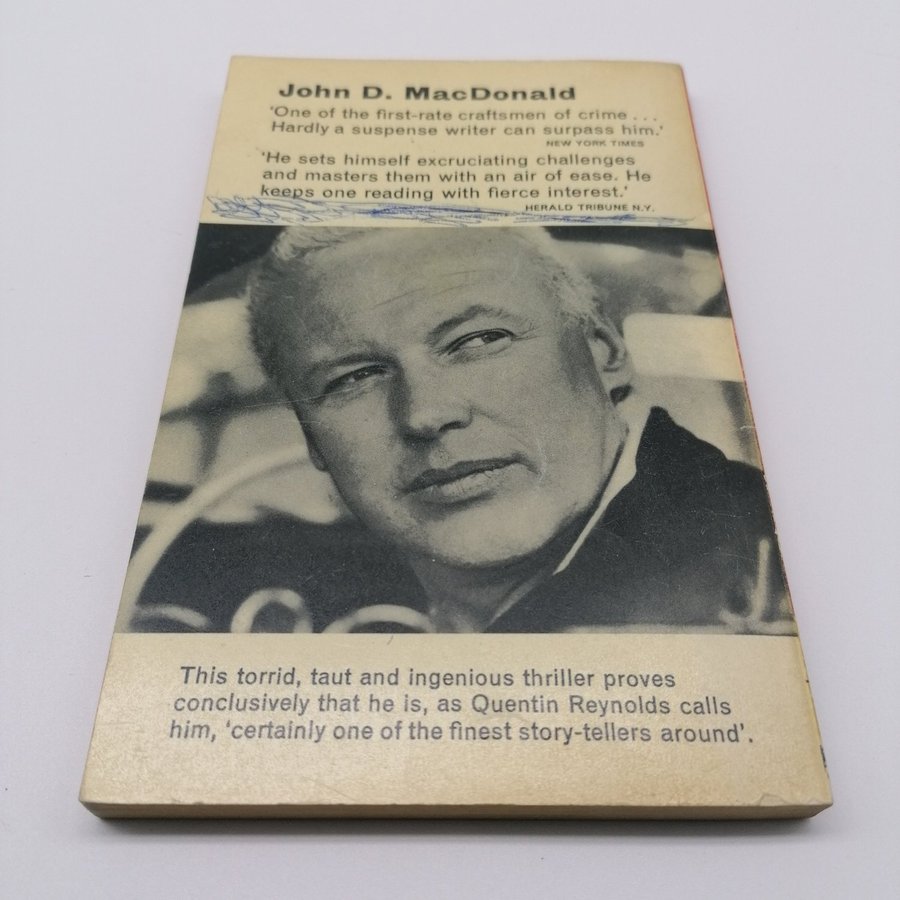 John D. MacDonald
'One of the first-rate craftsmen of crime...
Hardly a suspense writer can surpass him.'
NEW YORK TIMES
'He sets himself excruciating challenges
and masters them with an air of ease. He
keeps one reading with fierce interest.'
HERALD TRIBUNE N.Y.
This torrid, taut and ingenious thriller proves
conclusively that he is, as Quentin Reynolds calls
him, 'certainly one of the finest story-tellers around'.